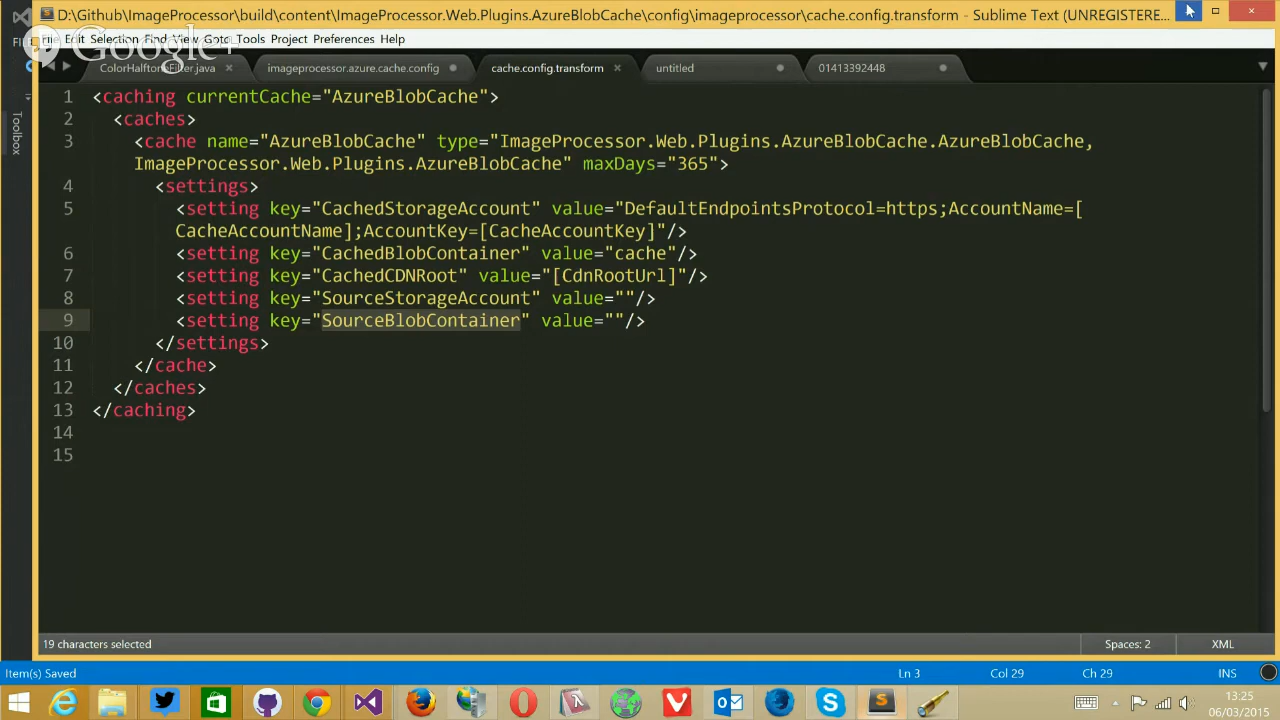 D:\Github\ImageProcessor\build\content\ImageProcessor.Web.Plugins.AzureBlobCache\config\imageprocessor\cache.config.transform - Sublime Text (UNREGISTERE...
File Edit Selection Find View Goto Tools Project Preferences Help
Google+
ColorHalftoneFilter.java imageprocessor.azure.cache.config cache.config.transform untitled 01413392448
Toolbox
1 <caching currentCache="AzureBlobCache">
2 <caches>
3 <cache name="AzureBlobCache" type="ImageProcessor.Web.Plugins.AzureBlobCache.AzureBlobCache,
ImageProcessor.Web.Plugins.AzureBlobCache" maxDays="365">
4 <settings>
5 <setting key="CachedStorageAccount" value="DefaultEndpointsProtocol=https;AccountName=[
CacheAccountName];AccountKey=[CacheAccountKey]"/>
6 <setting key="CachedBlobContainer" value="cache"/>
7 <setting key="CachedCDNRoot" value="[CdnRootUrl]"/>
8 <setting key="SourceStorageAccount" value=""/>
9 <setting key="SourceBlobContainer" value=""/>
10 </settings>
11 </cache>
12 </caches>
13 </caching>
14
15
19 characters selected Spaces: 2 XML
Item(s) Saved Ln 3 Col 29 Ch 29 INS
13:25
06/03/2015